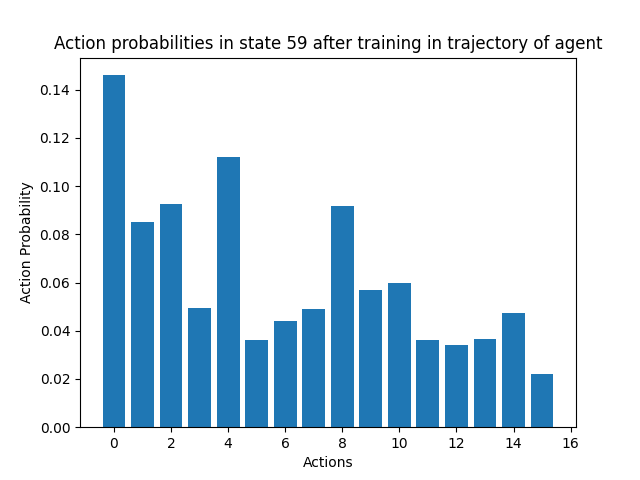 Action probabilities in state 59 after training in trajectory of agent
0.14
0.12
0.10
0.08
0.06
0.04
0.02
0.00
Action Probability
0 2 4 6 8 10 12 14 16
Actions